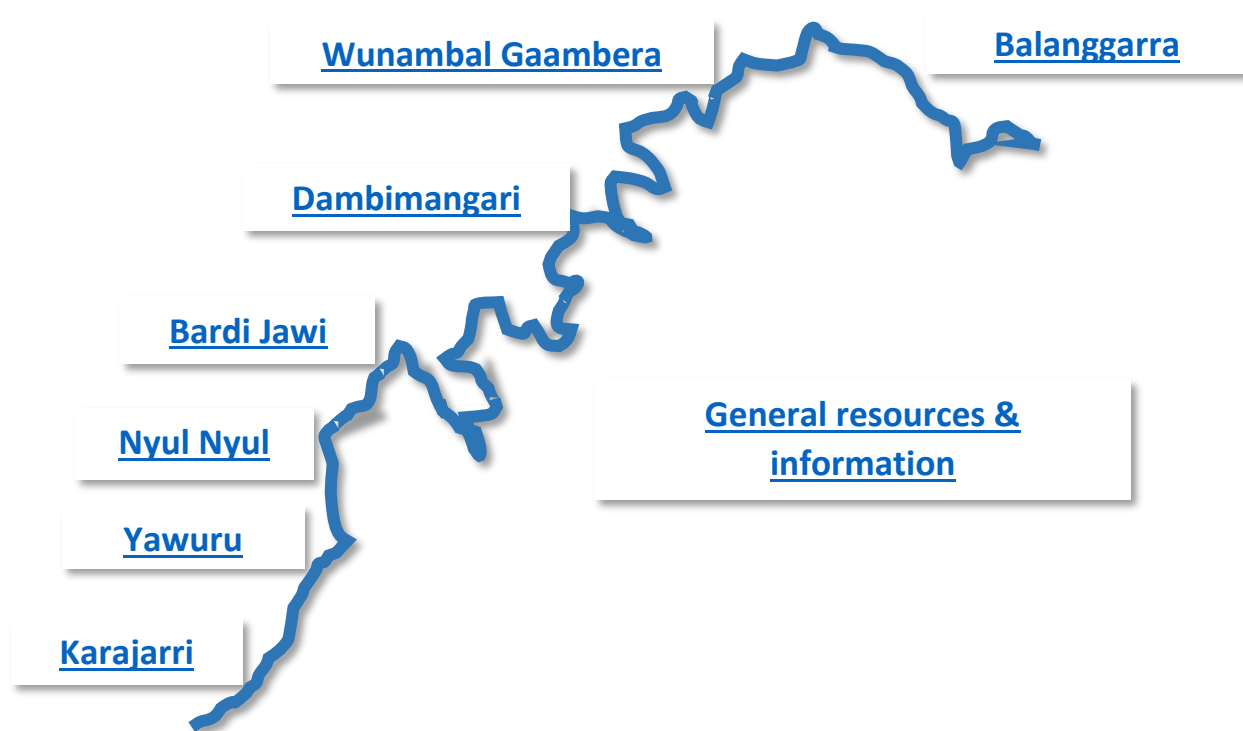 Wunambal Gaambera
Balanggarra
Dambimangari
Bardi Jawi
General resources &
information
Nyul Nyul
Yawuru
Karajarri